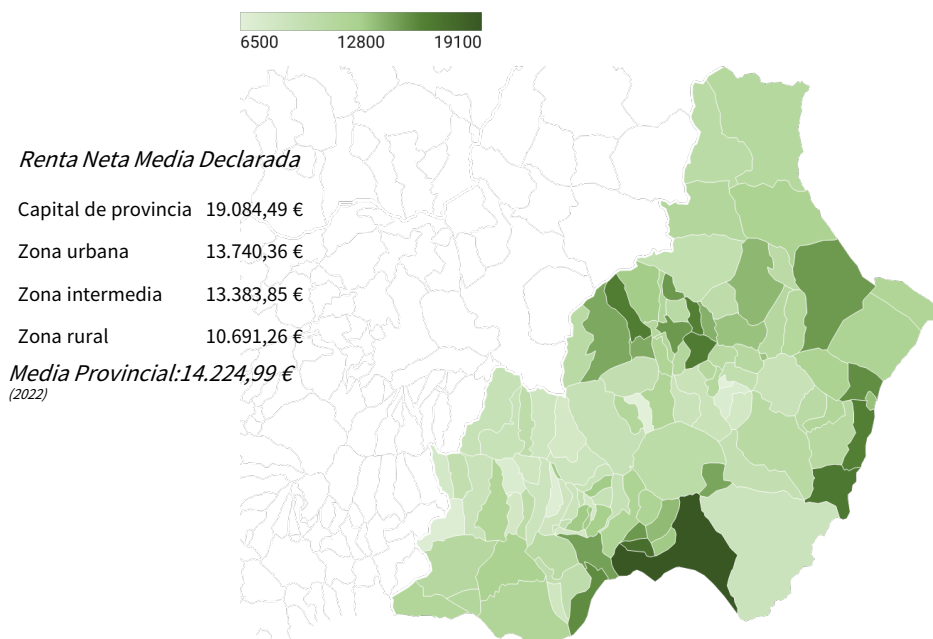 6500 12800 19100
Renta Neta Media Declarada
Capital de provincia 19.084,49 €
Zona urbana 13.740,36 €
Zona intermedia 13.383,85 €
Zona rural 10.691,26 €
Media Provincial:14.224,99 €
(2022)